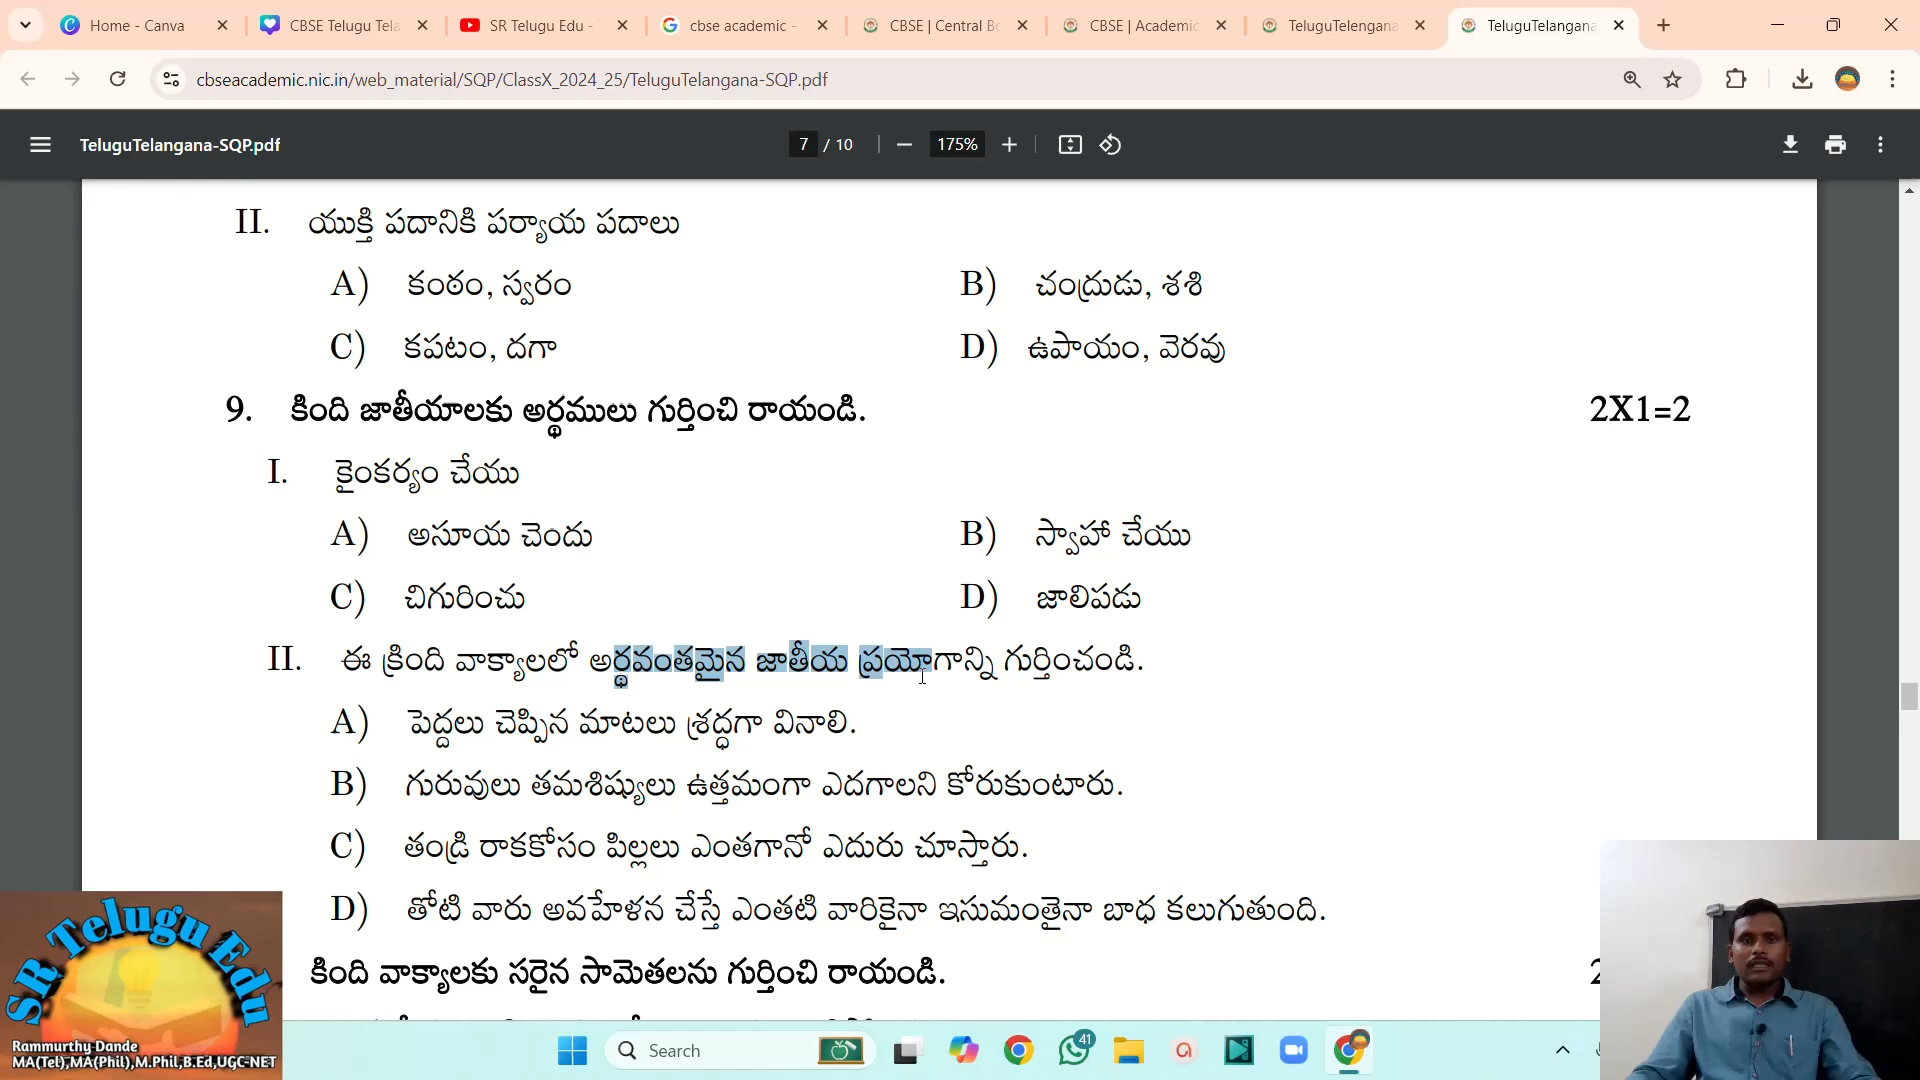 Home - Canva
CBSE Telugu Tela
SR Telugu Edu -
cbse academic -
CBSE | Central Bo
CBSE | Academic
TeluguTelengana
TeluguTelangana
cbseacademic.nic.in/web_material/SQP/ClassX_2024_25/TeluguTelangana-SQP.pdf
TeluguTelangana-SQP.pdf
7 / 10
175%
II. యుక్తి పదానికి పర్యాయ పదాలు
A) కంఠం, స్వరం B) చంద్రుడు, శశి
C) కపటం, దగా D) ఉపాయం, వెరవు
9. కింది జాతీయాలకు అర్థములు గుర్తించి రాయండి. 2X1=2
I. కైంకర్యం చేయు
A) అసూయ చెందు B) స్వాహా చేయు
C) చిగురించు D) జాలిపడు
II. ఈ క్రింది వాక్యాలలో అర్థవంతమైన జాతీయ ప్రయోగాన్ని గుర్తించండి.
A) పెద్దలు చెప్పిన మాటలు శ్రద్ధగా వినాలి.
B) గురువులు తమశిష్యులు ఉత్తమంగా ఎదగాలని కోరుకుంటారు.
C) తండ్రి రాకకోసం పిల్లలు ఎంతగానో ఎదురు చూస్తారు.
D) తోటి వారు అవహేళన చేస్తే ఎంతటి వారికైనా ఇసుమంతైనా బాధ కలుగుతుంది.
కింది వాక్యాలకు సరైన సామెతలను గుర్తించి రాయండి.
SR Telugu Edu
Rammurthy Dande
MA(Tel),MA(Phil),M.Phil,B.Ed,UGC-NET
Search
41